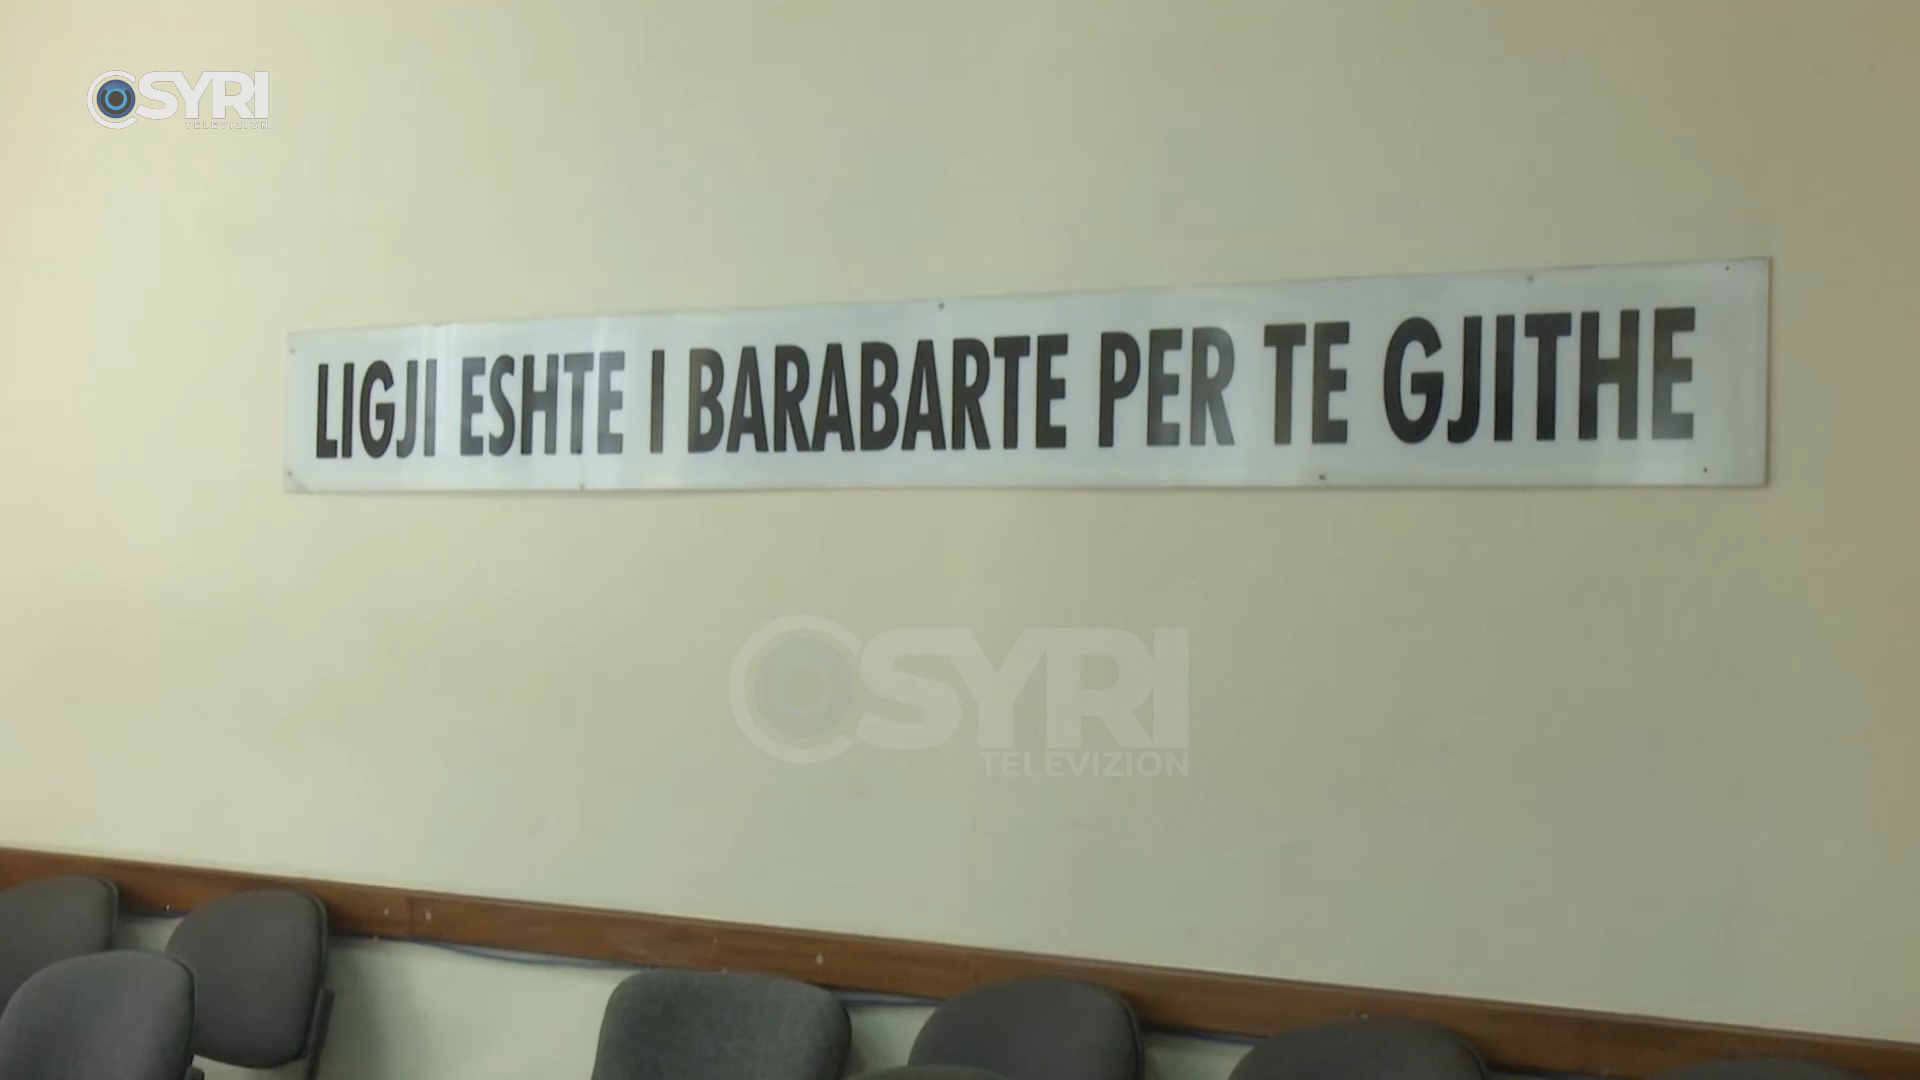 SYRI
TELEVIZION
LIGJI ESHTE I BARABARTE PER TE GJITHE
SYRI
TELEVIZION